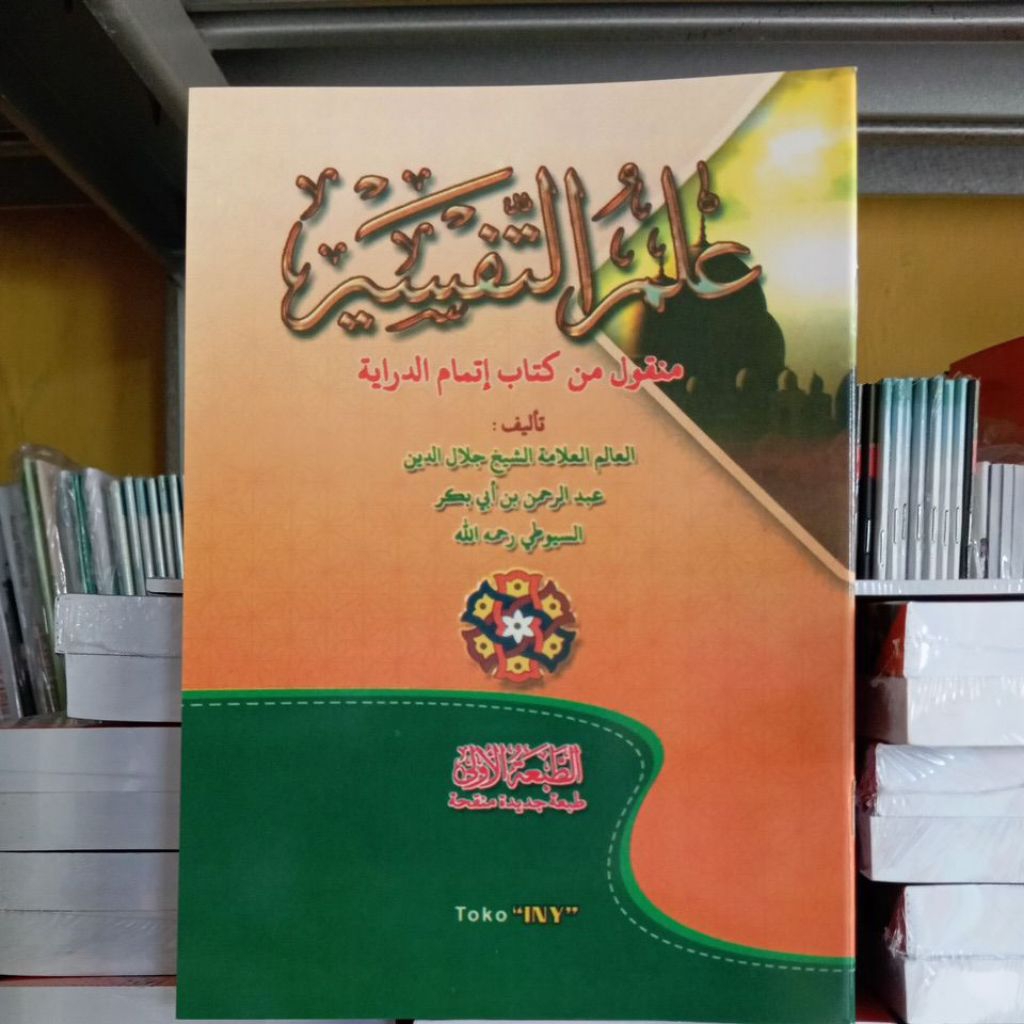 علم التفسير
منقول من كتاب إتمام الدراية
تأليف :
العالم العلامة الشيخ جلال الدين
عبد الرحمن بن أبي بكر
السيوطي رحمه الله
الطبعة الأولى
طبعة جديدة منقحة
Toko “INY”